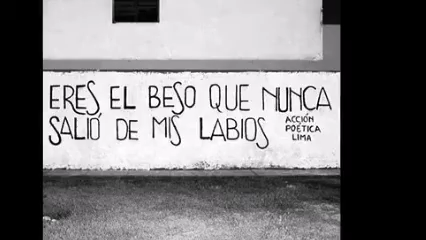 ERES EL BESO QUE NUNCA
SALIÓ DE MIS LABIOS
ACCIÓN
POÉTICA
LIMA